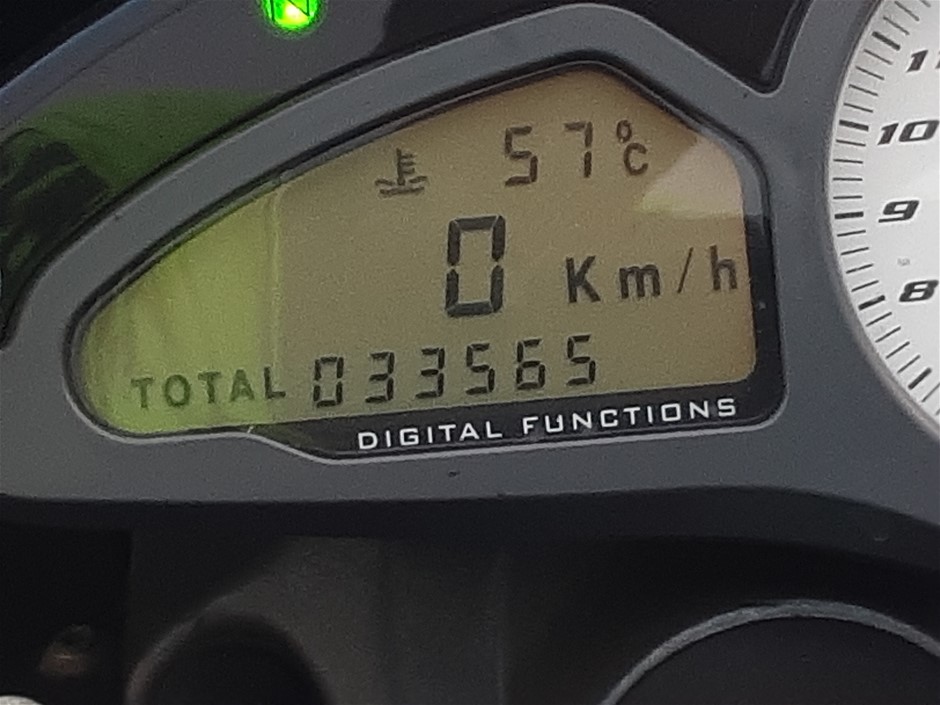 N
57°C
0 Km/h
TOTAL 033565
DIGITAL FUNCTIONS
11
10
9
8